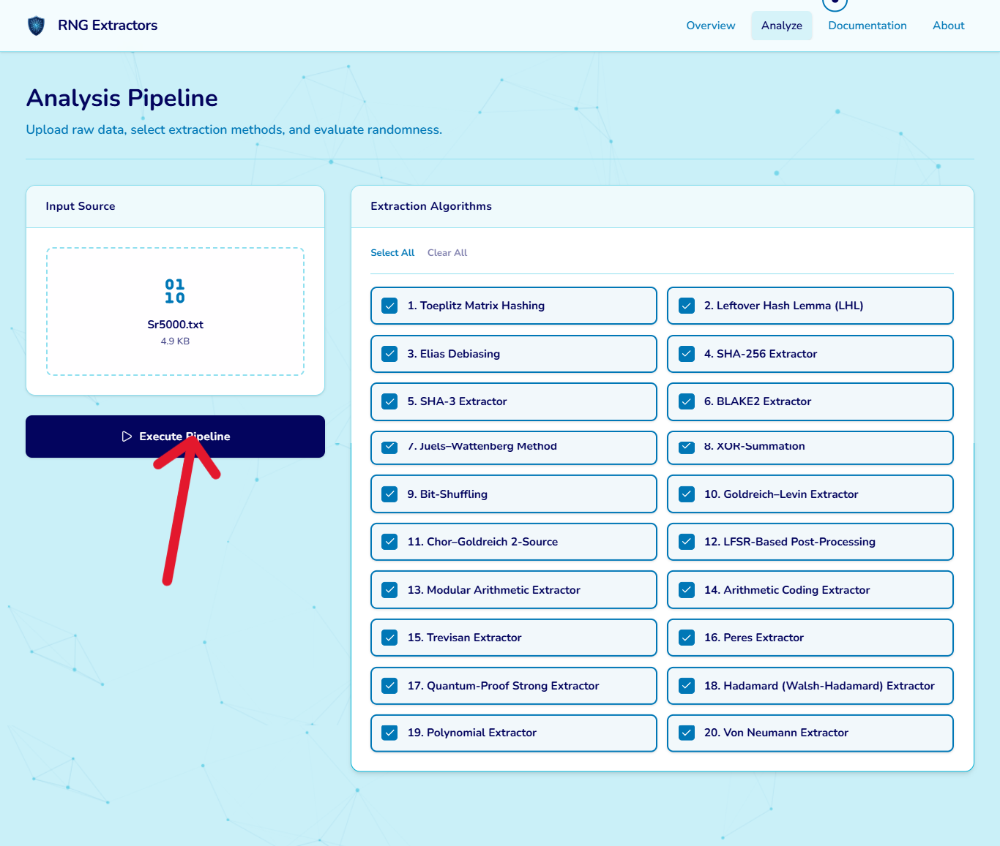 RNG Extractors
Overview
Analyze
Documentation
About
Analysis Pipeline
Upload raw data, select extraction methods, and evaluate randomness.
Input Source
01
10
Sr5000.txt
4.9 KB
Execute Pipeline
Extraction Algorithms
Select All
Clear All
1. Toeplitz Matrix Hashing
2. Leftover Hash Lemma (LHL)
3. Elias Debiasing
4. SHA-256 Extractor
5. SHA-3 Extractor
6. BLAKE2 Extractor
7. Juels–Wattenberg Method
8. XOR-Summation
9. Bit-Shuffling
10. Goldreich–Levin Extractor
11. Chor–Goldreich 2-Source
12. LFSR-Based Post-Processing
13. Modular Arithmetic Extractor
14. Arithmetic Coding Extractor
15. Trevisan Extractor
16. Peres Extractor
17. Quantum-Proof Strong Extractor
18. Hadamard (Walsh-Hadamard) Extractor
19. Polynomial Extractor
20. Von Neumann Extractor